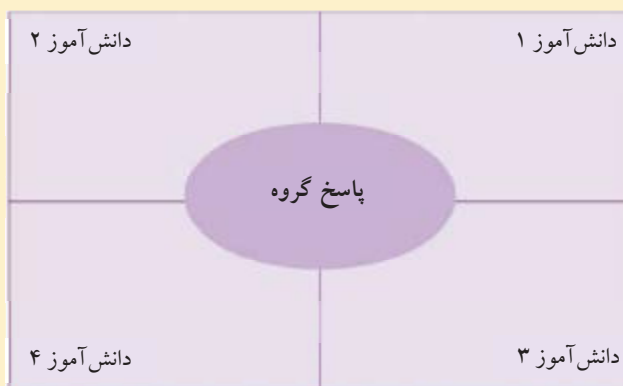 دانش‌آموز ۱
دانش‌آموز ۲
پاسخ گروه
دانش‌آموز ۳
دانش‌آموز ۴